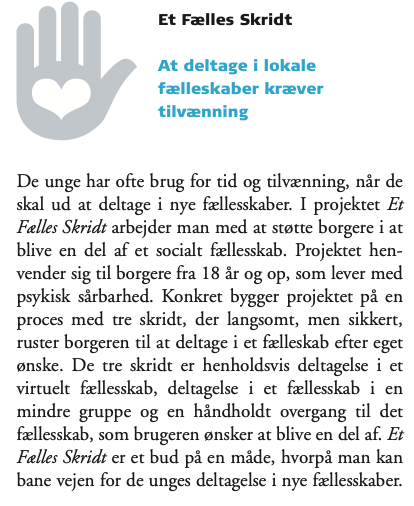 Et Fælles Skridt
At deltage i lokale
fælleskaber kræver
tilvænning
De unge har ofte brug for tid og tilvænning, når de
skal ud at deltage i nye fællesskaber. I projektet Et
Fælles Skridt arbejder man med at støtte borgere i at
blive en del af et socialt fællesskab. Projektet hen-
vender sig til borgere fra 18 år og op, som lever med
psykisk sårbarhed. Konkret bygger projektet på en
proces med tre skridt, der langsomt, men sikkert,
ruster borgeren til at deltage i et fælleskab efter eget
ønske. De tre skridt er henholdsvis deltagelse i et
virtuelt fællesskab, deltagelse i et fællesskab i en
mindre gruppe og en håndholdt overgang til det
fællesskab, som brugeren ønsker at blive en del af. Et
Fælles Skridt er et bud på en måde, hvorpå man kan
bane vejen for de unges deltagelse i nye fællesskaber.